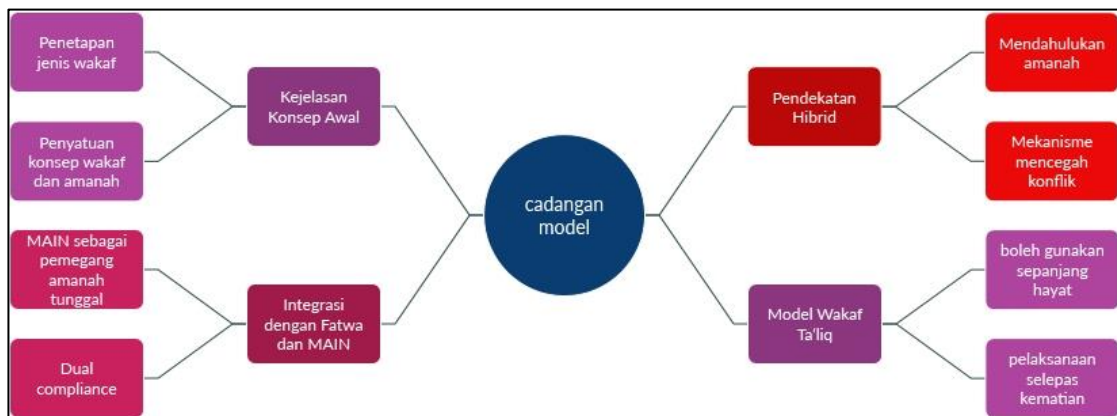 Penetapan
jenis wakaf
Penyatuan
konsep wakaf
dan amanah
Kejelasan
Konsep Awal
MAIN sebagai
pemegang
amanah
tunggal
Dual
compliance
Integrasi
dengan Fatwa
dan MAIN
cadangan
model
Pendekatan
Hibrid
Mendahulukan
amanah
Mekanisme
mencegah
konflik
Model Wakaf
Ta'liq
boleh gunakan
sepanjang
hayat
pelaksanaan
selepas
kematian